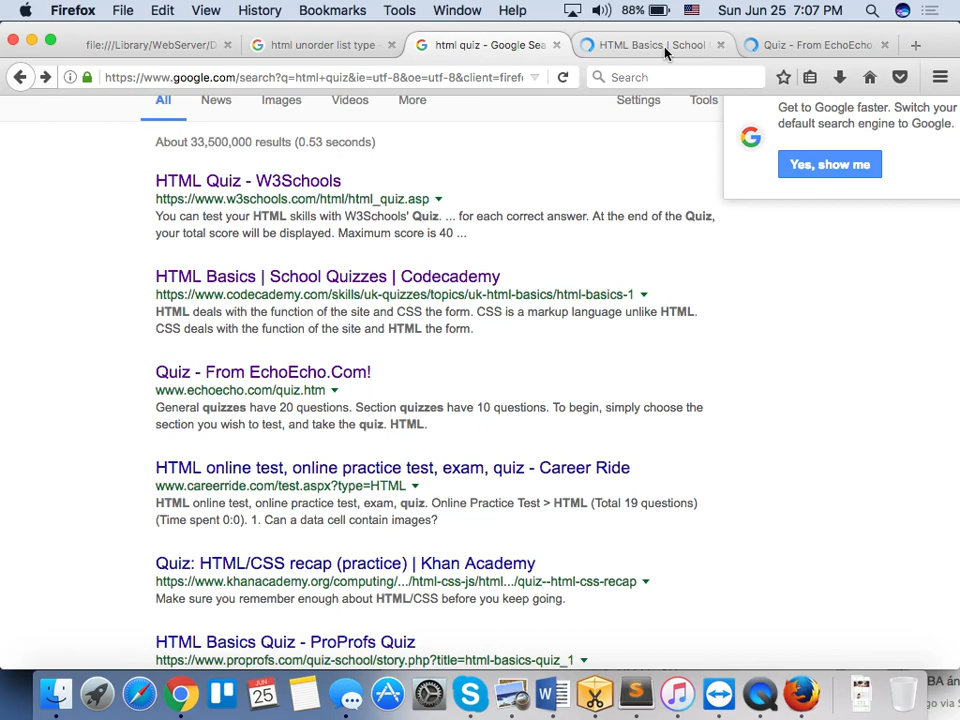 Firefox File Edit View History Bookmarks Tools Window Help 88% Sun Jun 25 7:07 PM
file:///Library/WebServer/D html unorder list type html quiz - Google Sea HTML Basics | School Quiz - From EchoEcho
https://www.google.com/search?q=html+quiz&ie=utf-8&oe=utf-8&client=firef Search
All News Images Videos More Settings Tools
Get to Google faster. Switch your
default search engine to Google.
Yes, show me
About 33,500,000 results (0.53 seconds)
HTML Quiz - W3Schools
https://www.w3schools.com/html/html_quiz.asp
You can test your HTML skills with W3Schools' Quiz. ... for each correct answer. At the end of the Quiz,
your total score will be displayed. Maximum score is 40 ...
HTML Basics | School Quizzes | Codecademy
https://www.codecademy.com/skills/uk-quizzes/topics/uk-html-basics/html-basics-1
HTML deals with the function of the site and CSS the form. CSS is a markup language unlike HTML.
CSS deals with the function of the site and HTML the form.
Quiz - From EchoEcho.Com!
www.echoecho.com/quiz.htm
General quizzes have 20 questions. Section quizzes have 10 questions. To begin, simply choose the
section you wish to test, and take the quiz. HTML.
HTML online test, online practice test, exam, quiz - Career Ride
www.careerride.com/test.aspx?type=HTML
HTML online test, online practice test, exam, quiz. Online Practice Test > HTML (Total 19 questions)
(Time spent 0:0). 1. Can a data cell contain images?
Quiz: HTML/CSS recap (practice) | Khan Academy
https://www.khanacademy.org/computing/.../html-css-js/html.../quiz--html-css-recap
Make sure you remember enough about HTML/CSS before you keep going.
HTML Basics Quiz - ProProfs Quiz
https://www.proprofs.com/quiz-school/story.php?title=html-basics-quiz_1
25
BA án
go via S